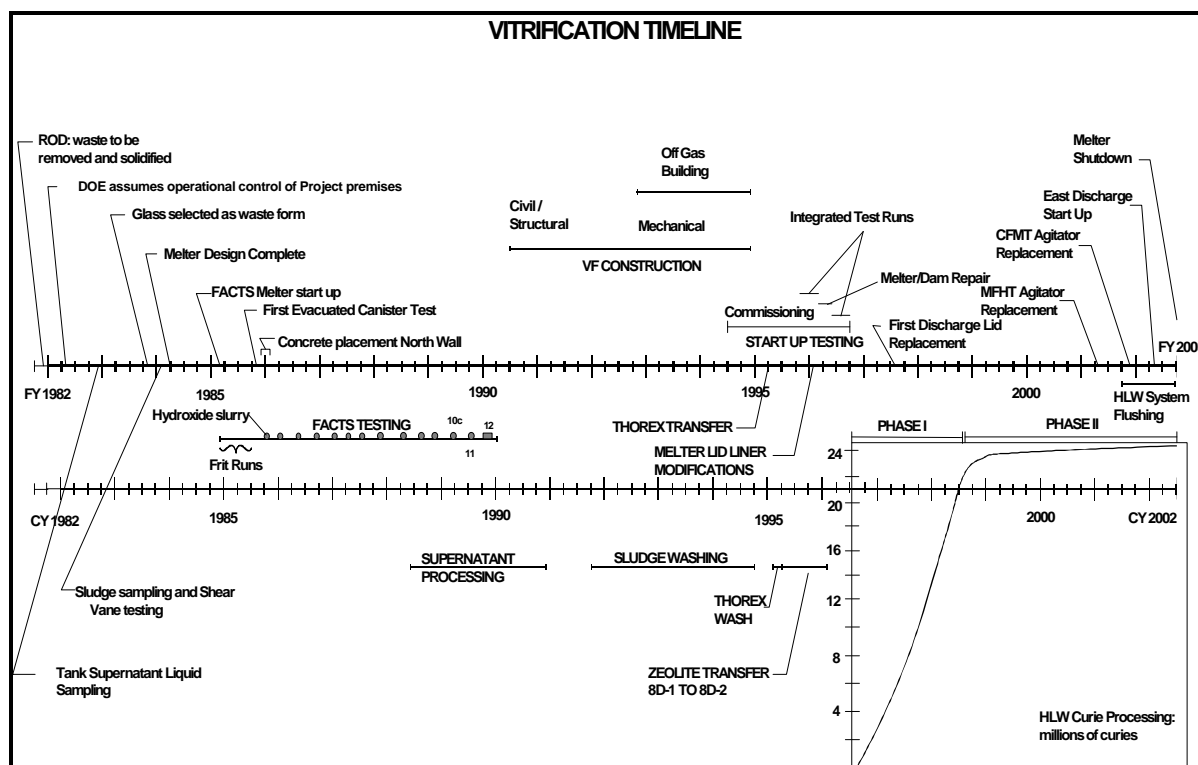 VITRIFICATION TIMELINE
ROD: waste to be
removed and solidified
DOE assumes operational control of Project premises
Glass selected as waste form
Melter Design Complete
FACTS Melter start up
First Evacuated Canister Test
Concrete placement North Wall
Off Gas
Building
Civil /
Structural
Mechanical
VF CONSTRUCTION
Integrated Test Runs
Melter/Dam Repair
Commissioning
START UP TESTING
First Discharge Lid
Replacement
Melter
Shutdown
East Discharge
Start Up
CFMT Agitator
Replacement
MFHT Agitator
Replacement
FY 200
FY 1982
1985
1990
1995
2000
HLW System
Flushing
Hydroxide slurry
FACTS TESTING
10c
12
11
Frit Runs
THOREX TRANSFER
MELTER LID LINER
MODIFICATIONS
PHASE I
PHASE II
24
20
16
12
8
4
CY 1982
1985
1990
1995
2000
CY 2002
SUPERNATANT
PROCESSING
SLUDGE WASHING
THOREX
WASH
Sludge sampling and Shear
Vane testing
Tank Supernatant Liquid
Sampling
ZEOLITE TRANSFER
8D-1 TO 8D-2
HLW Curie Processing:
millions of curies